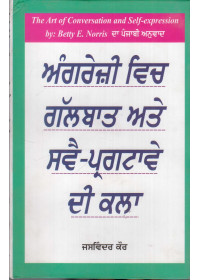 The Art of Conversation and Self-expression
by: Betty E. Norris ਦਾ ਪੰਜਾਬੀ ਅਨੁਵਾਦ
ਅੰਗਰੇਜ਼ੀ ਵਿਚ
ਗੱਲਬਾਤ ਅਤੇ
ਸਵੈ-ਪ੍ਰਗਟਾਵੇ
ਦੀ ਕਲਾ
ਜਸਵਿੰਦਰ ਕੌਰ